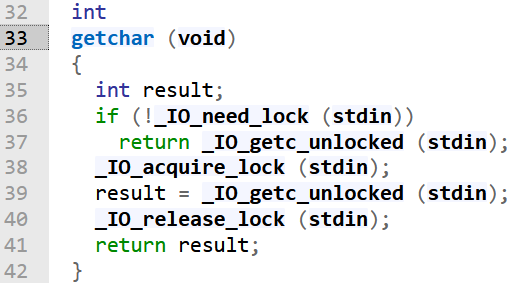 32 int
33 getchar (void)
34 {
35   int result;
36   if (!_IO_need_lock (stdin))
37     return _IO_getc_unlocked (stdin);
38   _IO_acquire_lock (stdin);
39   result = _IO_getc_unlocked (stdin);
40   _IO_release_lock (stdin);
41   return result;
42 }